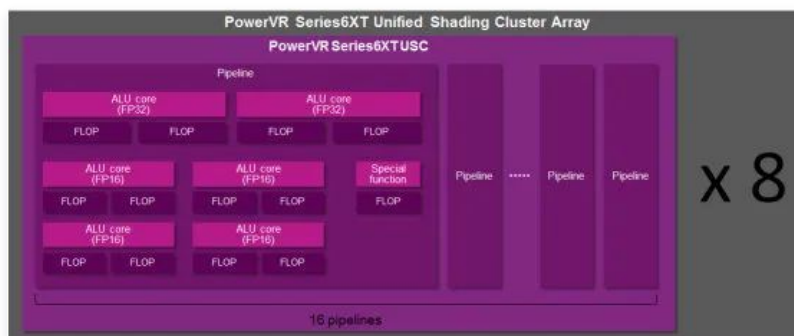 PowerVR Series6XT Unified Shading Cluster Array
PowerVR Series6XT USC
Pipeline
ALU core
(FP32)
ALU core
(FP32)
FLOP FLOP FLOP FLOP
ALU core
(FP16)
ALU core
(FP16)
Special
function
FLOP FLOP FLOP FLOP FLOP
ALU core
(FP16)
ALU core
(FP16)
FLOP FLOP FLOP FLOP
Pipeline ..... Pipeline Pipeline
x 8
16 pipelines